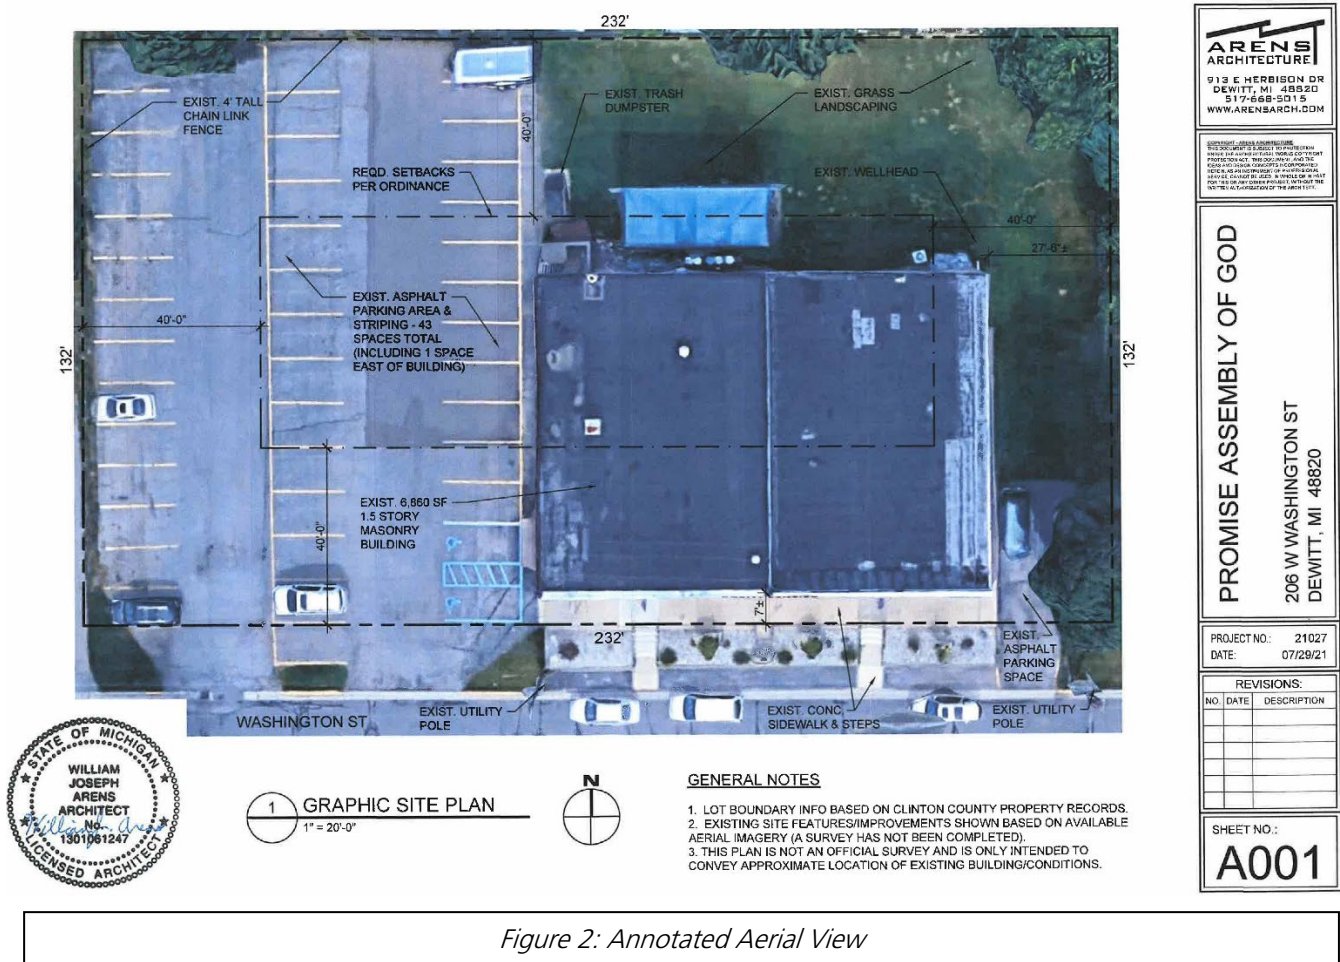 232'
EXIST. 4' TALL
CHAIN LINK
FENCE
EXIST. TRASH
DUMPSTER
EXIST. GRASS
LANDSCAPING
40'-0"
REQD. SETBACKS
PER ORDINANCE
EXIST. WELLHEAD
40'-0"
27'-6"±
EXIST. ASPHALT
PARKING AREA &
STRIPING - 43
SPACES TOTAL
(INCLUDING 1 SPACE
EAST OF BUILDING)
40'-0"
132'
132'
EXIST. 6,660 SF
1.5 STORY
MASONRY
BUILDING
40'-0"
7'±
232'
EXIST.
ASPHALT
PARKING
SPACE
WASHINGTON ST
EXIST. UTILITY
POLE
EXIST. CONC.
SIDEWALK & STEPS
EXIST. UTILITY
POLE
STATE OF MICHIGAN
WILLIAM
JOSEPH
ARENS
ARCHITECT
No.
1301061247
LICENSED ARCHITECT
William J. Arens
1
GRAPHIC SITE PLAN
1" = 20'-0"
N
GENERAL NOTES
1. LOT BOUNDARY INFO BASED ON CLINTON COUNTY PROPERTY RECORDS.
2. EXISTING SITE FEATURES/IMPROVEMENTS SHOWN BASED ON AVAILABLE
AERIAL IMAGERY (A SURVEY HAS NOT BEEN COMPLETED).
3. THIS PLAN IS NOT AN OFFICIAL SURVEY AND IS ONLY INTENDED TO
CONVEY APPROXIMATE LOCATION OF EXISTING BUILDING/CONDITIONS.
ARENS
ARCHITECTURE
913 E HERBISON DR
DEWITT, MI 48820
517-668-5015
WWW.ARENSARCH.COM
COPYRIGHT - ARENS ARCHITECTURE
PROMISE ASSEMBLY OF GOD
206 W WASHINGTON ST
DEWITT, MI 48820
PROJECT NO.: 21027
DATE: 07/29/21
REVISIONS:
NO. DATE DESCRIPTION
SHEET NO.:
A001
Figure 2: Annotated Aerial View